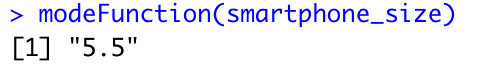 > modeFunction(smartphone_size)
[1] "5.5"